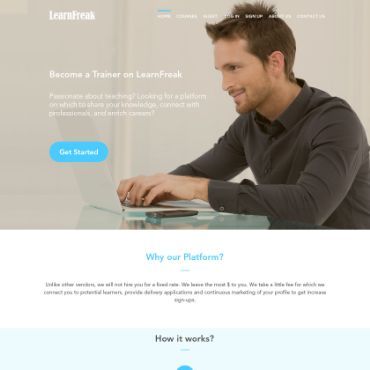 LearnFreak
HOME COURSES BLOG LOG IN SIGN UP ABOUT US CONTACT US
Become a Trainer on LearnFreak
Passionate about teaching? Looking for a platform
on which to share your knowledge, connect with
professionals, and enrich careers?
Get Started
Why our Platform?
Unlike other vendors, we will not hire you for a fixed rate. We leave the most $ to you. We take a little fee for which we
connect you to potential learners, provide delivery applications and continuous marketing of your profile to get increase
sign-ups.
How it works?